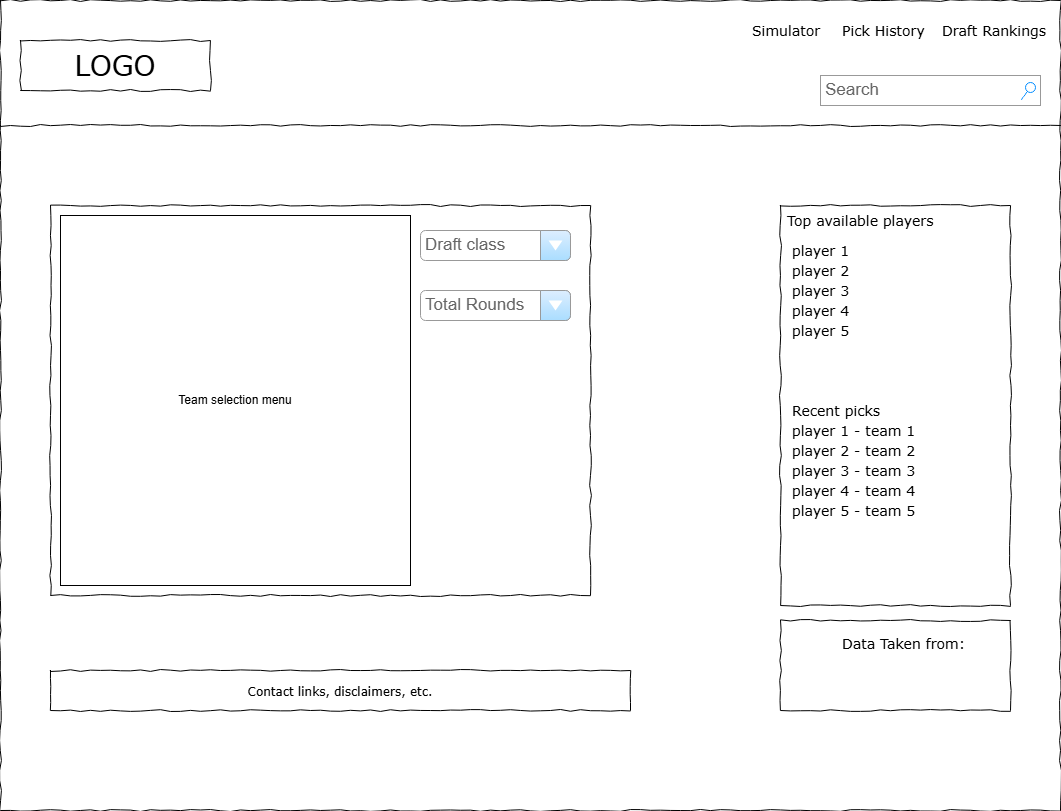 Simulator Pick History Draft Rankings
LOGO
Search
Draft class
Total Rounds
Team selection menu
Top available players
player 1
player 2
player 3
player 4
player 5
Recent picks
player 1 - team 1
player 2 - team 2
player 3 - team 3
player 4 - team 4
player 5 - team 5
Data Taken from:
Contact links, disclaimers, etc.